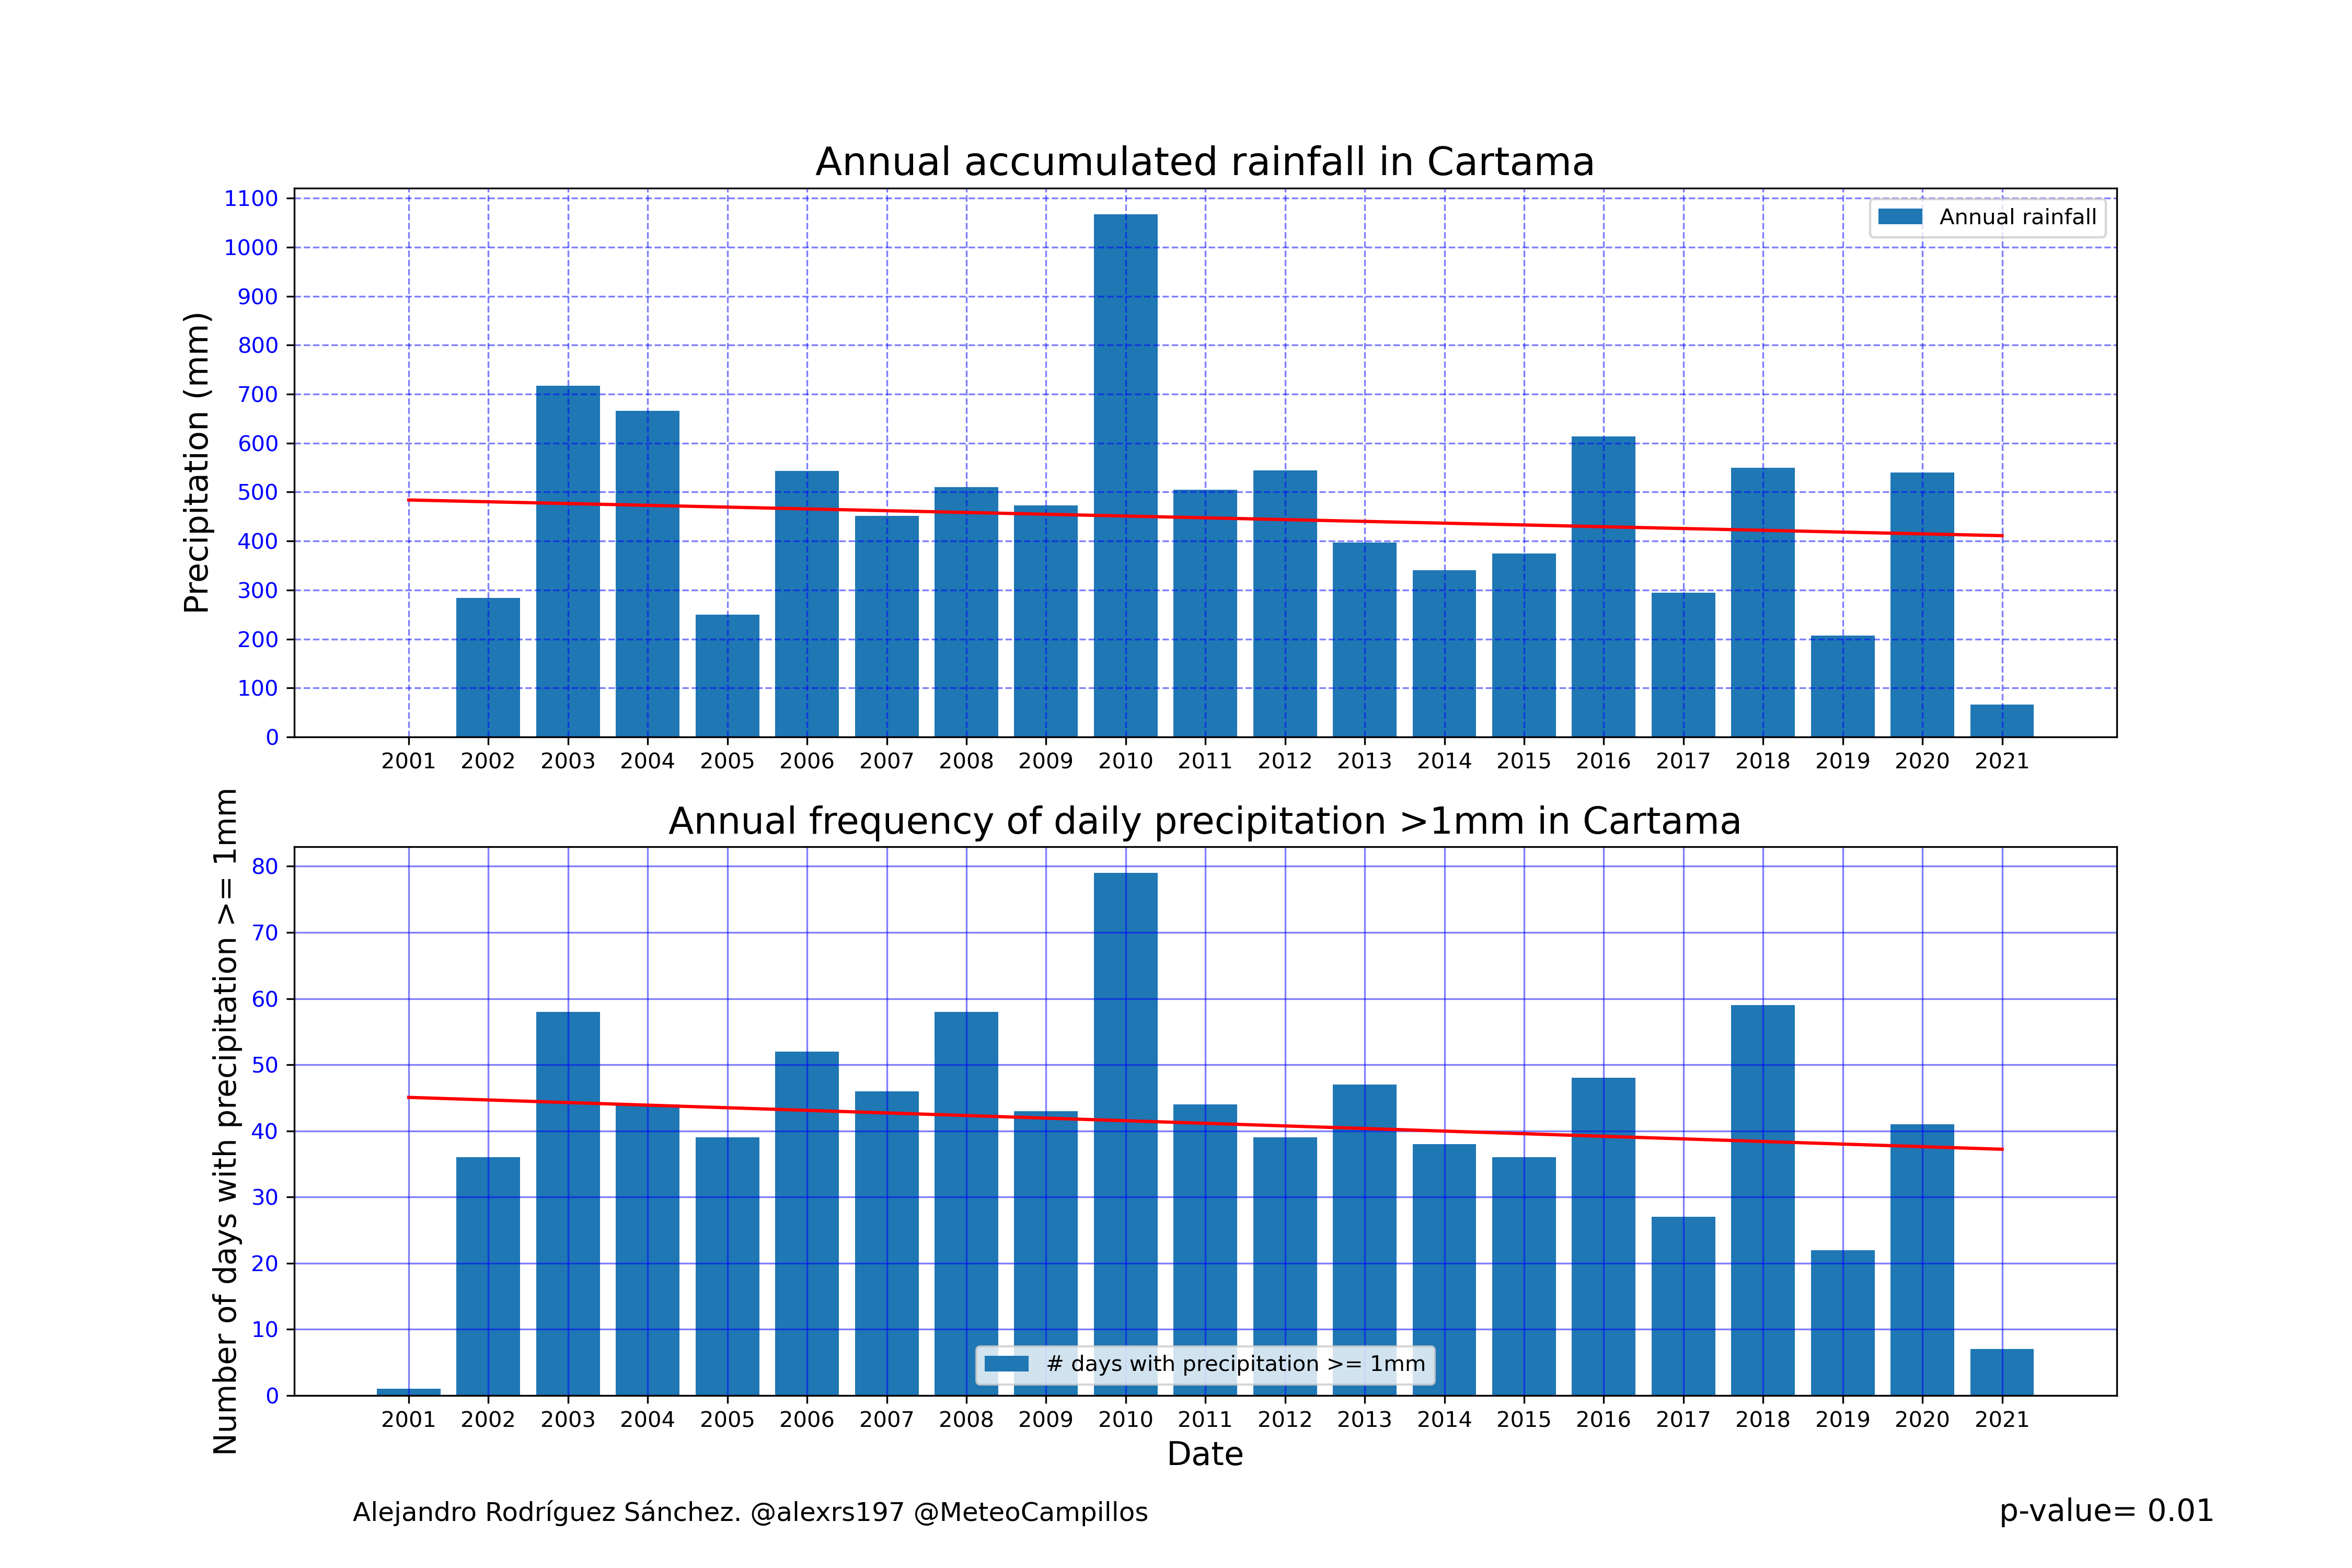 Annual accumulated rainfall in Cartama
Precipitation (mm)
1100
1000
900
800
700
600
500
400
300
200
100
0
Annual rainfall
2001 2002 2003 2004 2005 2006 2007 2008 2009 2010 2011 2012 2013 2014 2015 2016 2017 2018 2019 2020 2021
Annual frequency of daily precipitation >1mm in Cartama
Number of days with precipitation >= 1mm
80
70
60
50
40
30
20
10
0
# days with precipitation >= 1mm
2001 2002 2003 2004 2005 2006 2007 2008 2009 2010 2011 2012 2013 2014 2015 2016 2017 2018 2019 2020 2021
Date
Alejandro Rodríguez Sánchez. @alexrs197 @MeteoCampillos
p-value= 0.01